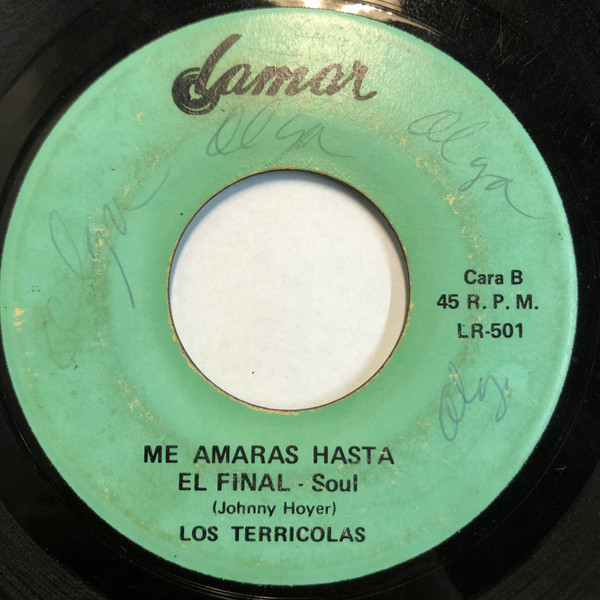 Lamar
Olga
Olga
Olga
Cara B
45 R.P.M.
LR-501
Olga
ME AMARAS HASTA
EL FINAL - Soul
(Johnny Hoyer)
LOS TERRICOLAS